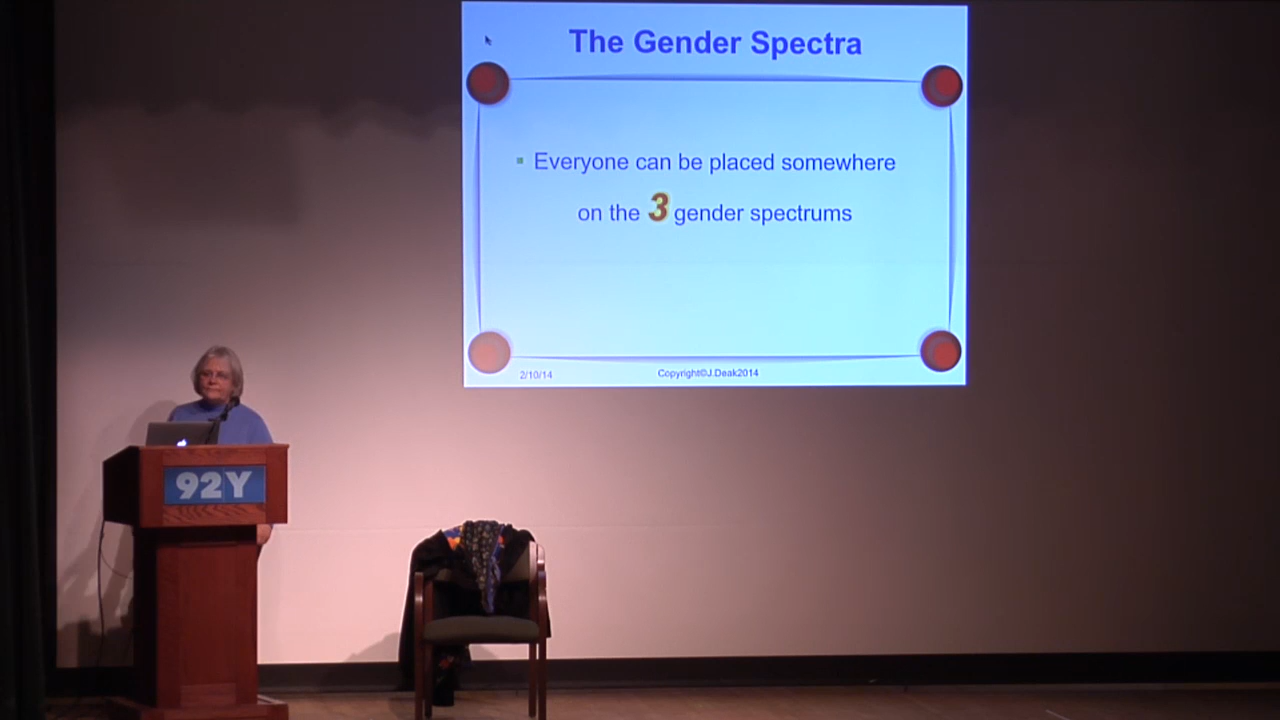 The Gender Spectra
▪ Everyone can be placed somewhere
on the 3 gender spectrums
2/10/14
Copyright©J.Deak2014
92Y